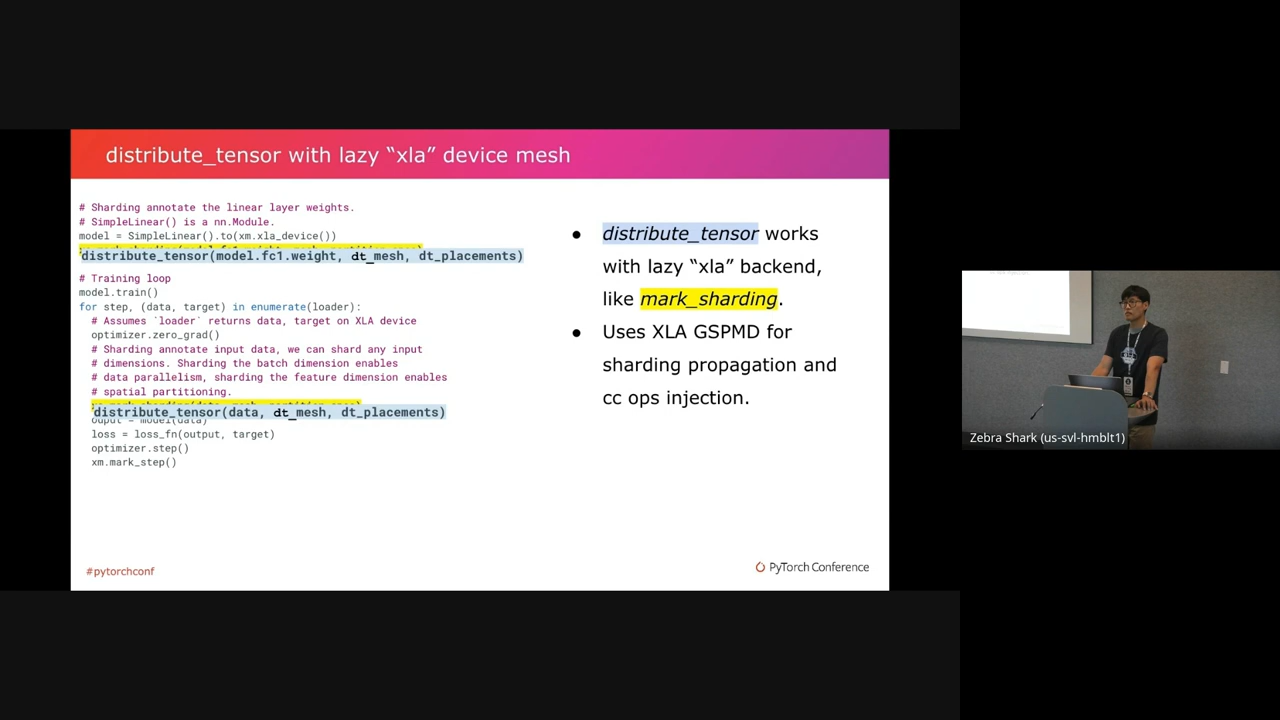 distribute_tensor with lazy “xla” device mesh
# Sharding annotate the linear layer weights.
# SimpleLinear() is a nn.Module.
model = SimpleLinear().to(xm.xla_device())
distribute_tensor(model.fc1.weight, dt_mesh, dt_placements)
# Training loop
model.train()
for step, (data, target) in enumerate(loader):
# Assumes `loader` returns data, target on XLA device
optimizer.zero_grad()
# Sharding annotate input data, we can shard any input
# dimensions. Sharding the batch dimension enables
# data parallelism, sharding the feature dimension enables
# spatial partitioning.
distribute_tensor(data, dt_mesh, dt_placements)
ouput = model(data)
loss = loss_fn(output, target)
optimizer.step()
xm.mark_step()
● distribute_tensor works
with lazy “xla” backend,
like mark_sharding.
● Uses XLA GSPMD for
sharding propagation and
cc ops injection.
#pytorchconf
PyTorch Conference
Zebra Shark (us-svl-hmblt1)